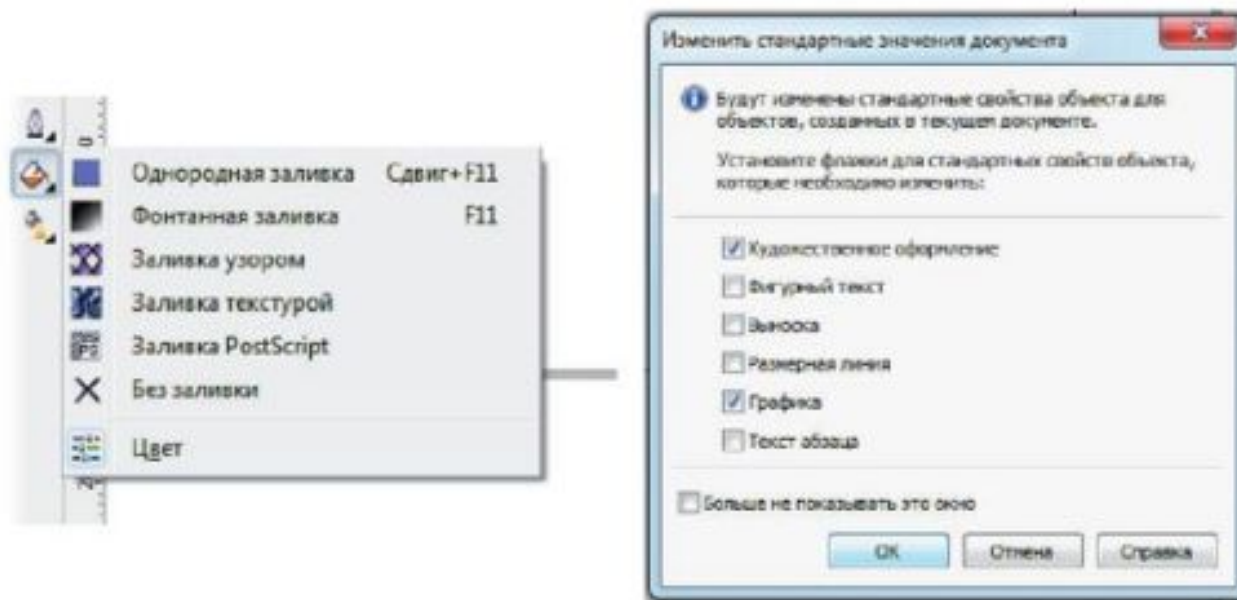 Однородная заливка Сдвиг+F11
Фонтанная заливка F11
Заливка узором
Заливка текстурой
Заливка PostScript
Без заливки
Цвет
Изменить стандартные значения документа
Будут изменены стандартные свойства объекта для
объектов, созданных в текущем документе.
Установите флажки для стандартных свойств объекта,
которые необходимо изменить:
Художественное оформление
Фигурный текст
Выноска
Размерная линия
Графика
Текст абзаца
Больше не показывать это окно
ОК Отмена Справка